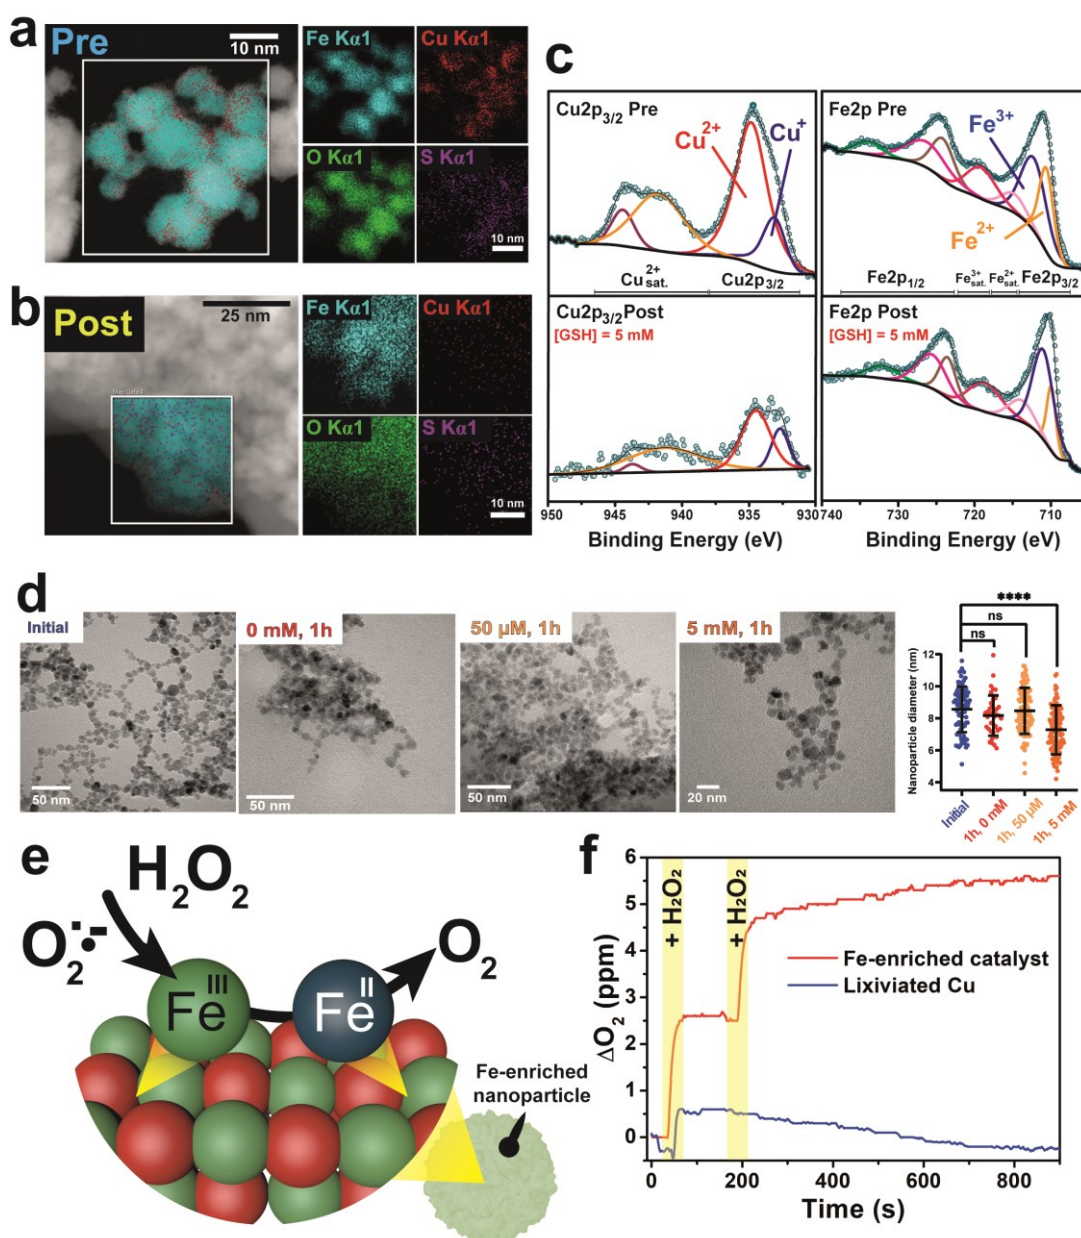 a
Pre
10 nm
Fe Kα1
Cu Kα1
O Kα1
S Kα1
10 nm
b
Post
25 nm
Fe Kα1
Cu Kα1
O Kα1
S Kα1
10 nm
c
Cu2p3/2 Pre
Cu2+
Cu+
Cu2+ sat.
Cu2p3/2
Fe2p Pre
Fe3+
Fe2+
Fe2p1/2
Fe3+ sat.
Fe2+ sat.
Fe2p3/2
Cu2p3/2 Post
[GSH] = 5 mM
Fe2p Post
[GSH] = 5 mM
950 945 940 935 930
740 730 720 710
Binding Energy (eV)
Binding Energy (eV)
d
Initial
50 nm
0 mM, 1h
50 nm
50 µM, 1h
50 nm
5 mM, 1h
20 nm
****
ns
ns
Nanoparticle diameter (nm)
12
10
8
6
4
Initial
1h, 0 mM
1h, 50 µM
1h, 5 mM
e
H2O2
O2•-
O2
FeIII
FeII
Fe-enriched
nanoparticle
f
ΔO2 (ppm)
6
5
4
3
2
1
0
+ H2O2
+ H2O2
Fe-enriched catalyst
Lixiviated Cu
0 200 400 600 800
Time (s)